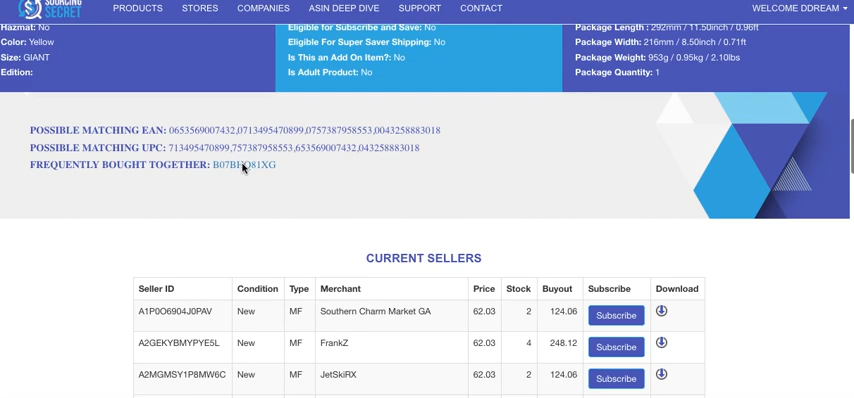 SOURCING
SECRET
PRODUCTS STORES COMPANIES ASIN DEEP DIVE SUPPORT CONTACT WELCOME DDREAM
Hazmat: No
Color: Yellow
Size: GIANT
Edition:
Eligible for Subscribe and Save: No
Eligible For Super Saver Shipping: No
Is This an Add On Item?: No
Is Adult Product: No
Package Length : 292mm / 11.50inch / 0.96ft
Package Width: 216mm / 8.50inch / 0.71ft
Package Weight: 953g / 0.95kg / 2.10lbs
Package Quantity: 1
POSSIBLE MATCHING EAN: 0653569007432,0713495470899,0757387958553,0043258883018
POSSIBLE MATCHING UPC: 713495470899,757387958553,653569007432,043258883018
FREQUENTLY BOUGHT TOGETHER:
CURRENT SELLERS
Seller ID Condition Type Merchant Price Stock Buyout Subscribe Download
A1P0O6904J0PAV New MF Southern Charm Market GA 62.03 2 124.06 Subscribe
A2GEKYBMYPYE5L New MF FrankZ 62.03 4 248.12 Subscribe
A2MGMSY1P8MW6C New MF JetSkiRX 62.03 2 124.06 Subscribe